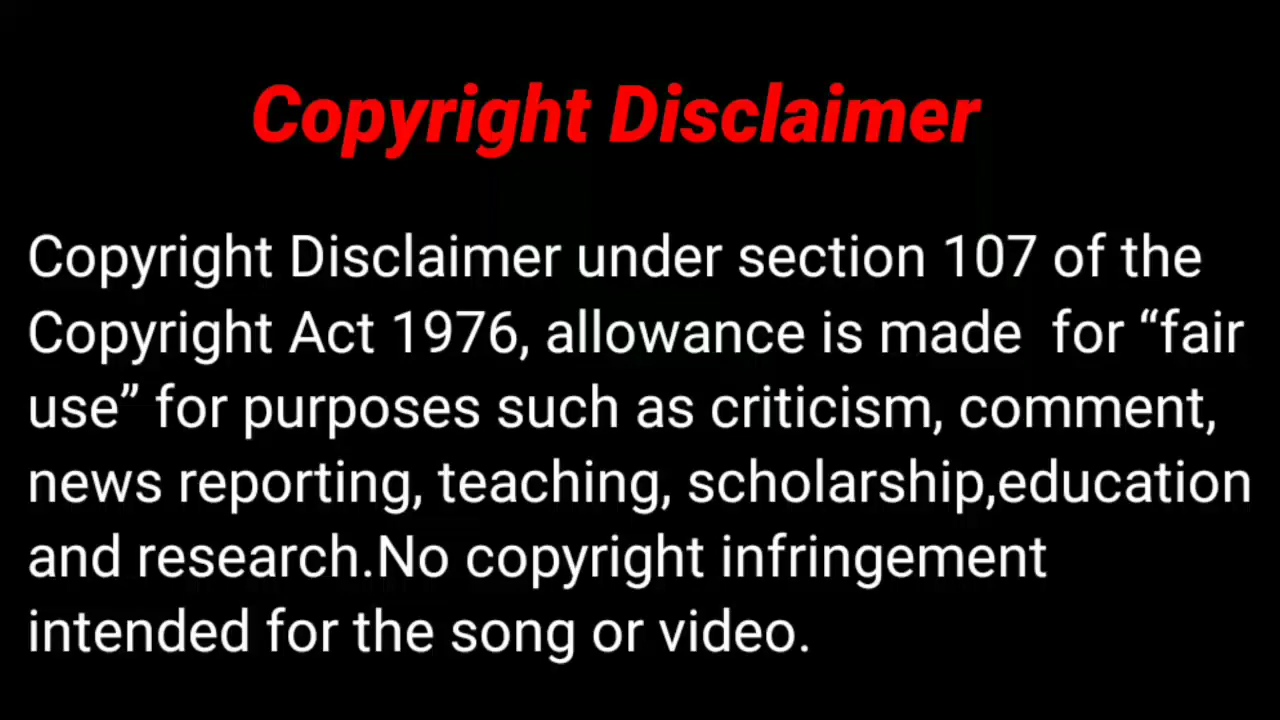 Copyright Disclaimer
Copyright Disclaimer under section 107 of the
Copyright Act 1976, allowance is made  for “fair
use” for purposes such as criticism, comment,
news reporting, teaching, scholarship,education
and research.No copyright infringement
intended for the song or video.